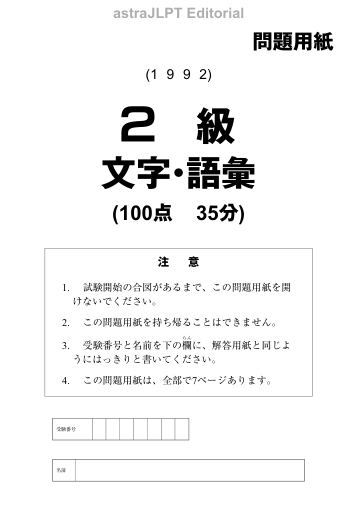 astraJLPT Editorial
問題用紙
(1992)
2 級
文字・語彙
(100点 35分)
注 意
1. 試験開始の合図があるまで、この問題用紙を開
けないでください。
2. この問題用紙を持ち帰ることはできません。
らん
3. 受験番号と名前を下の欄に、解答用紙と同じよ
うにはっきりと書いてください。
4. この問題用紙は、全部で7ページあります。
受験番号
名前